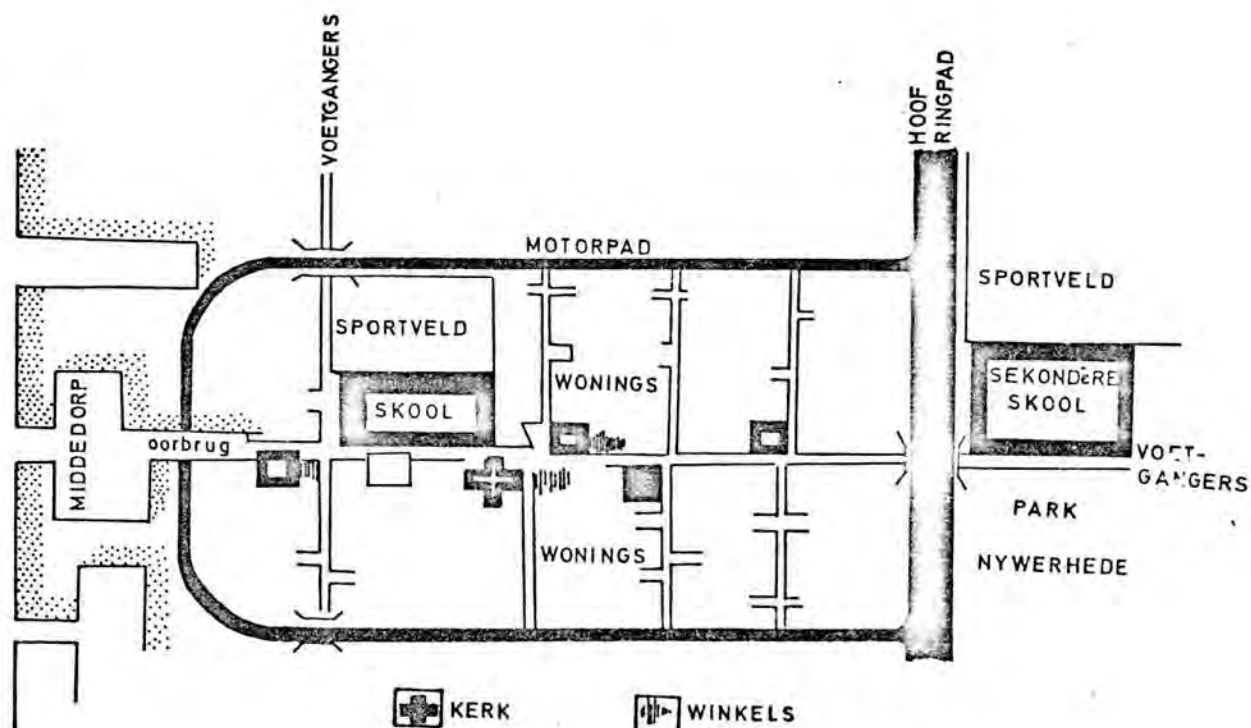 VOETGANGERS
HOOF
RINGPAD
MOTORPAD
SPORTVELD
SPORTVELD
SKOOL
WONINGS
SEKONDêRE
SKOOL
MIDDEDORP
oorbrug
VOET-
GANGERS
PARK
WONINGS
NYWERHEDE
KERK
WINKELS